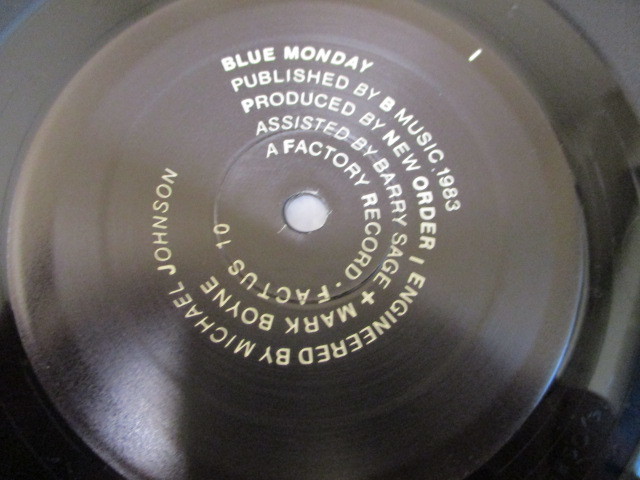 BLUE MONDAY
PUBLISHED BY B MUSIC, 1983
PRODUCED BY NEW ORDER / ENGINEERED BY MICHAEL JOHNSON
ASSISTED BY BARRY SAGE + MARK BOYNE
A FACTORY RECORD · FACTUS 10